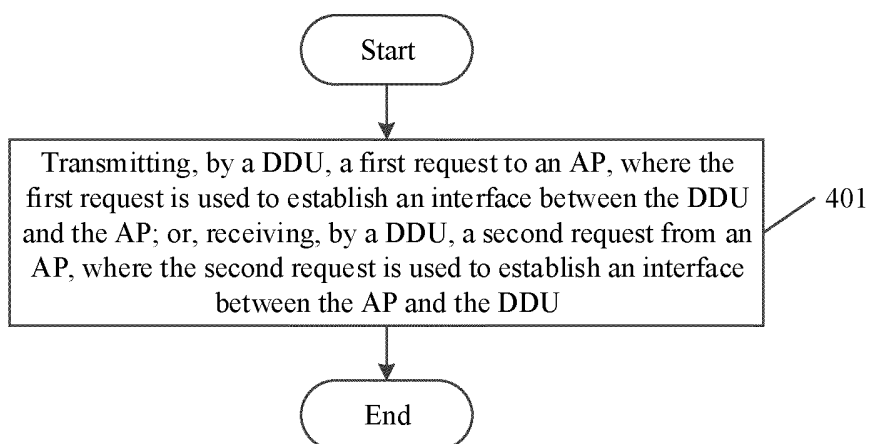 Start
Transmitting, by a DDU, a first request to an AP, where the
first request is used to establish an interface between the DDU
and the AP; or, receiving, by a DDU, a second request from an
AP, where the second request is used to establish an interface
between the AP and the DDU
401
End